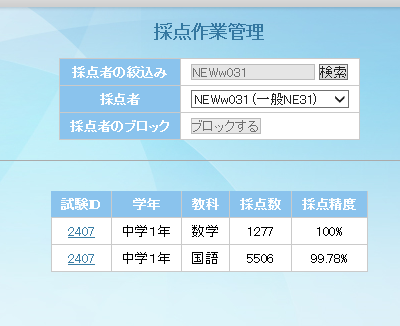 採点作業管理
採点者の絞込み NEWw031 検索
採点者 NEWw031 (一般NE31)
採点者のブロック ブロックする
試験ID 学年 教科 採点数 採点精度
2407 中学1年 数学 1277 100%
2407 中学1年 国語 5506 99.78%